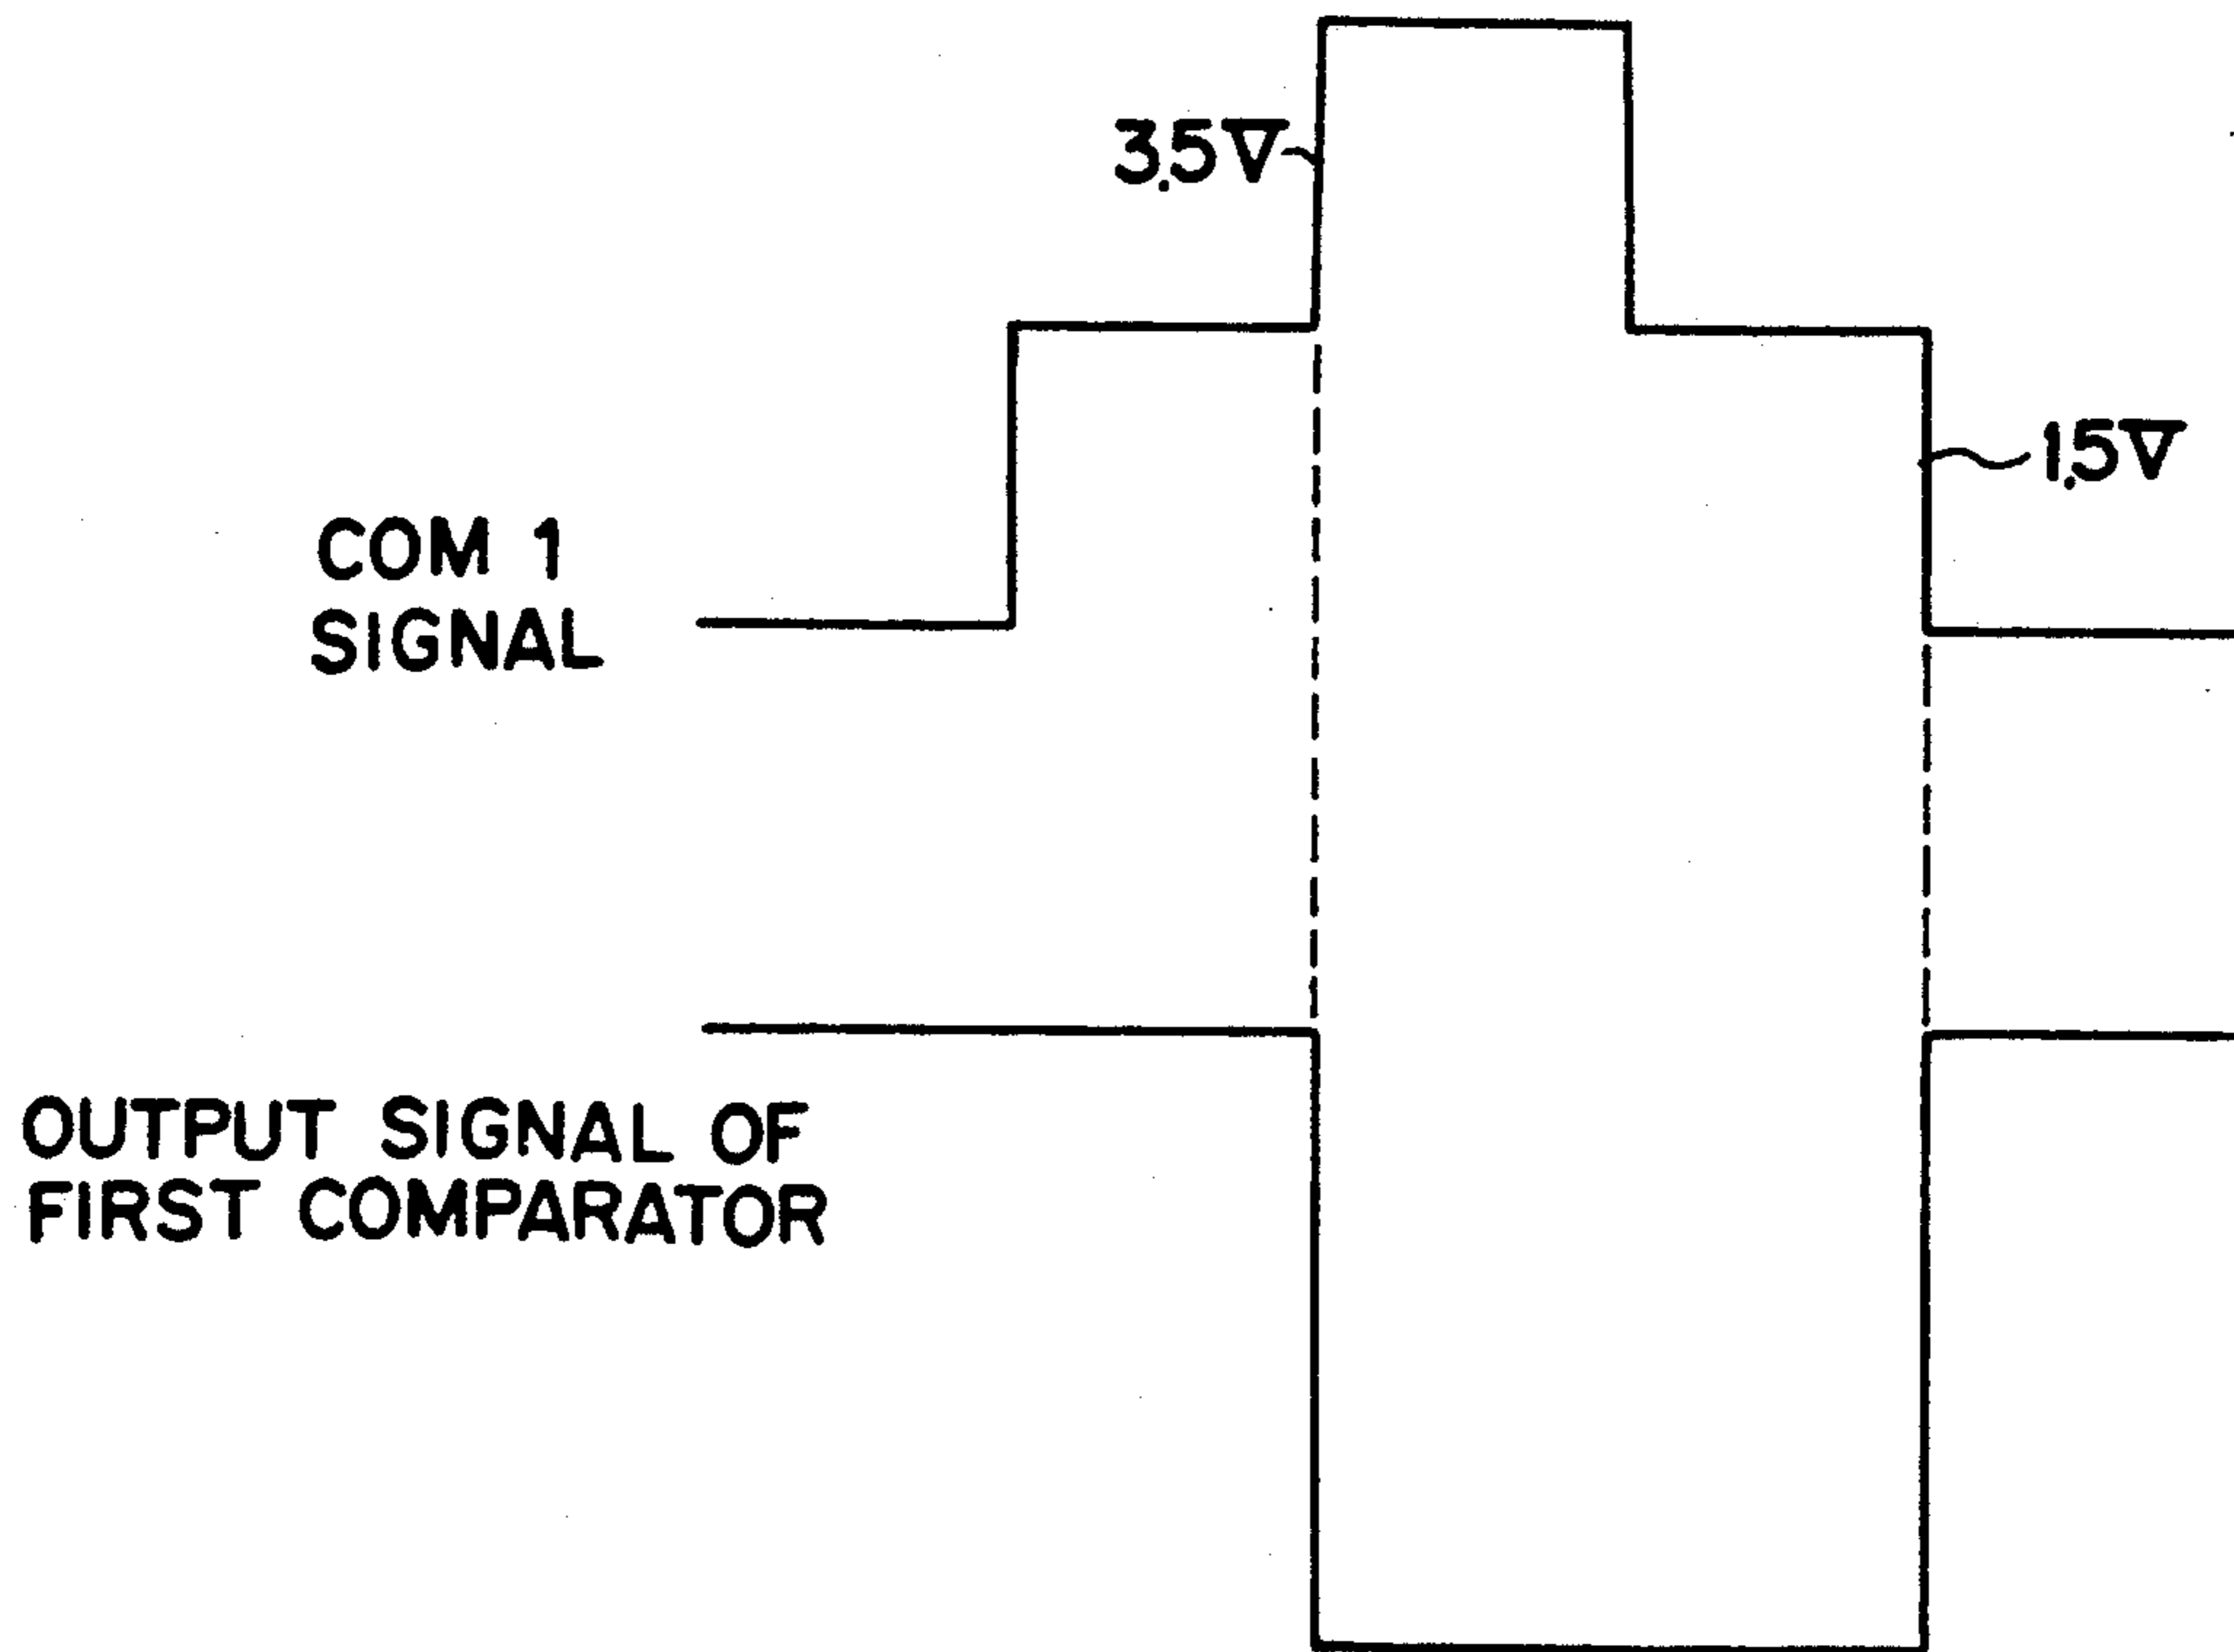 3.5V
1.5V
COM 1
SIGNAL
OUTPUT SIGNAL OF
FIRST COMPARATOR